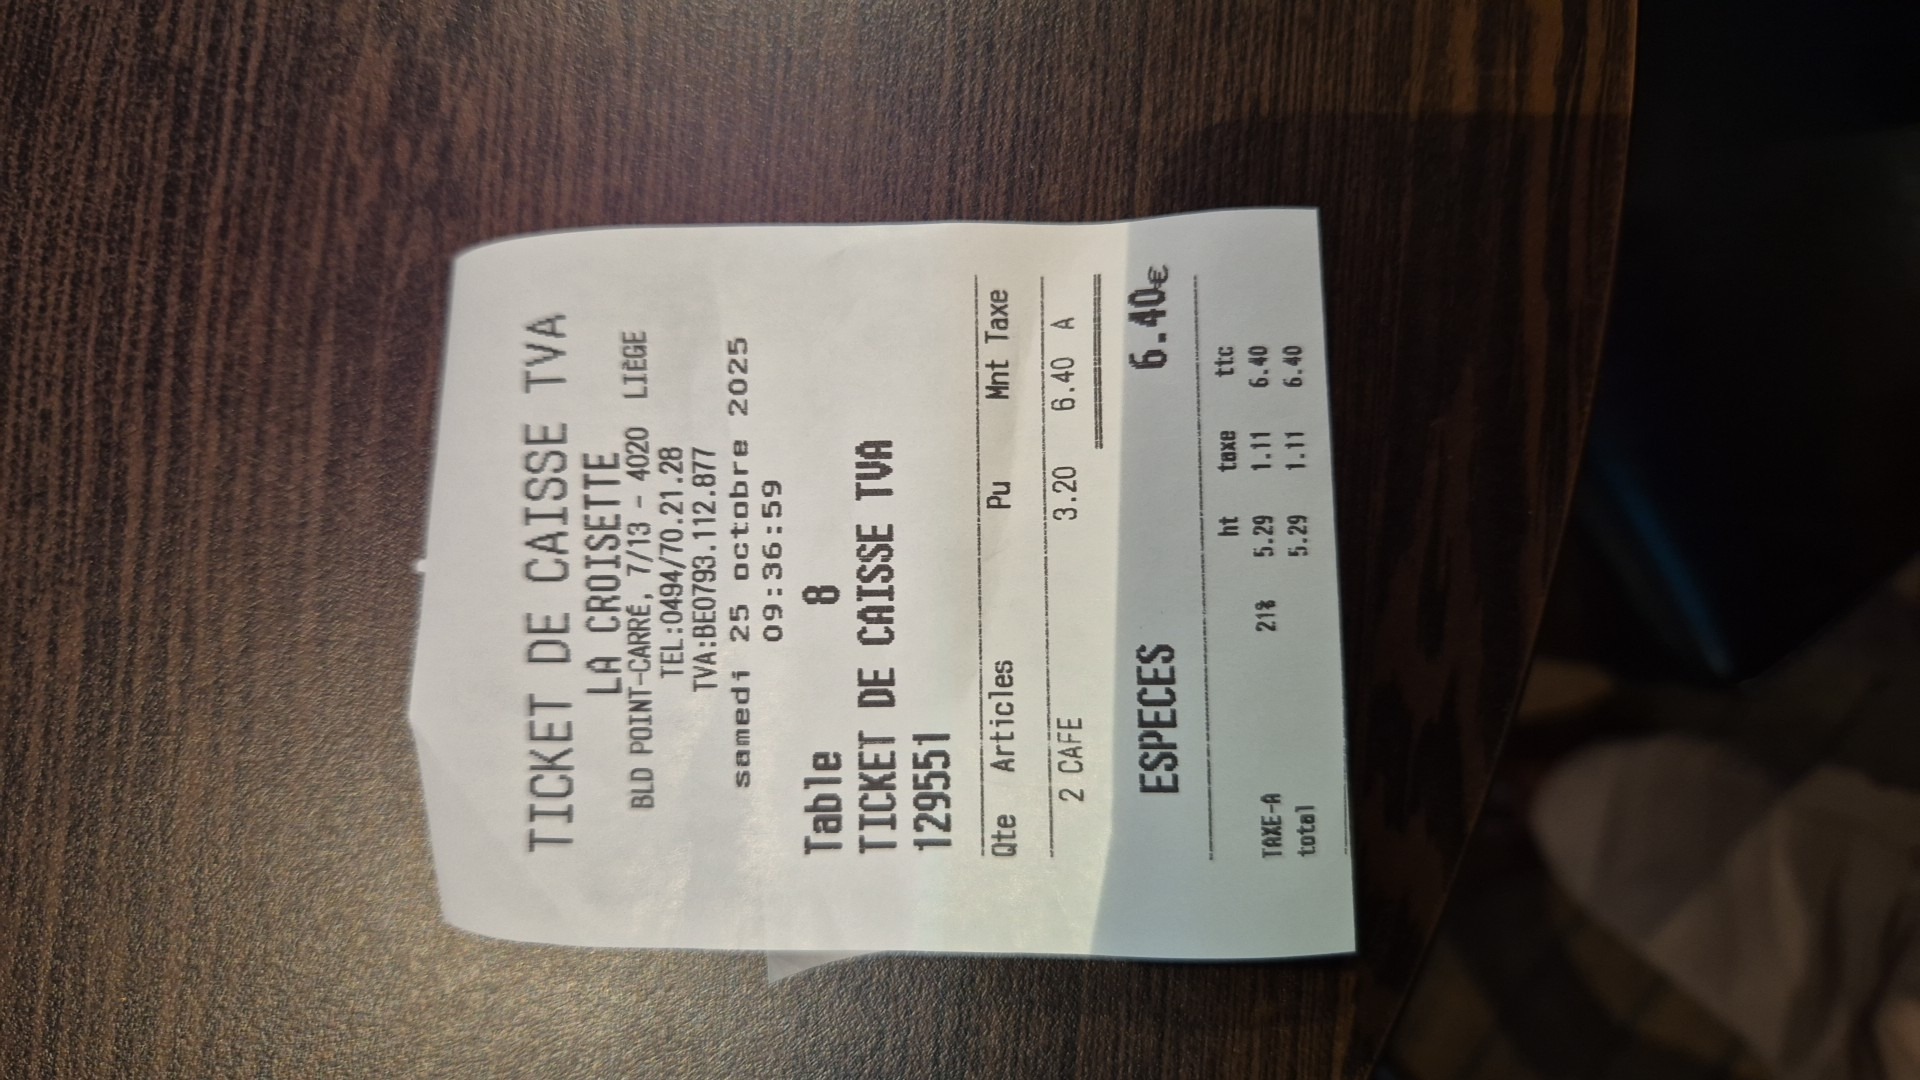 TICKET DE CAISSE TVA
LA CROISETTE
BLD POINT-CARRÉ, 7/13 - 4020 LIÈGE
TEL:0494/70.21.28
TVA:BE0793.112.877
samedi 25 octobre 2025
09:36:59
Table 8
TICKET DE CAISSE TVA
129551
Qte Articles Pu Mnt Taxe
2 CAFE 3.20 6.40 A
ESPECES 6.40€
ht taxe ttc
TAXE-A 21% 5.29 1.11 6.40
total 5.29 1.11 6.40